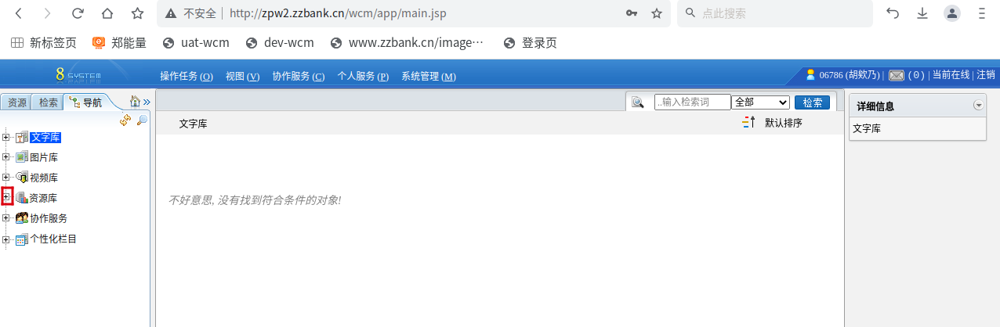 不安全 http://zpw2.zzbank.cn/wcm/app/main.jsp 点此搜索
新标签页 郑能量 uat-wcm dev-wcm www.zzbank.cn/image… 登录页
8 SYSTEM 操作任务 (O) 视图 (V) 协作服务 (C) 个人服务 (P) 系统管理 (M) 06786 (胡欸乃) | (0) | 当前在线 | 注销
资源 检索 导航 ..输入检索词 全部 检索 详细信息
文字库 默认排序 文字库
文字库
图片库
视频库
资源库 不好意思, 没有找到符合条件的对象!
协作服务
个性化栏目